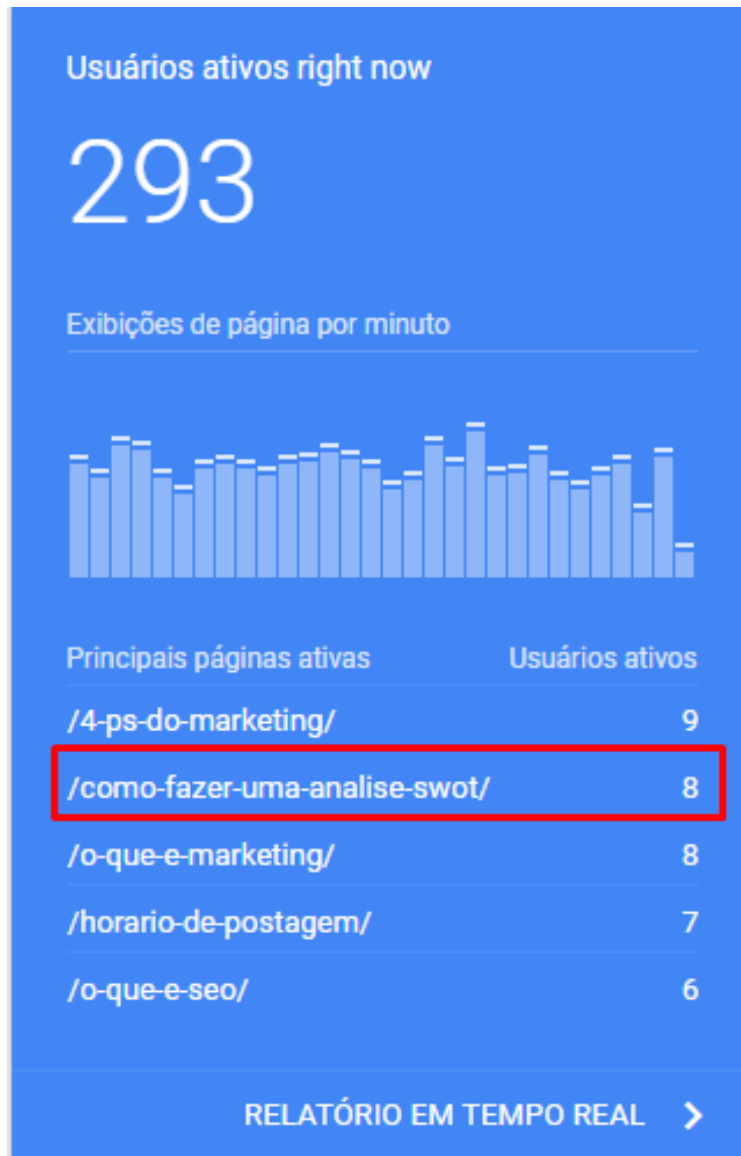 Usuários ativos right now
293
Exibições de página por minuto
Principais páginas ativas Usuários ativos
/4-ps-do-marketing/ 9
/como-fazer-uma-analise-swot/ 8
/o-que-e-marketing/ 8
/horario-de-postagem/ 7
/o-que-e-seo/ 6
RELATÓRIO EM TEMPO REAL